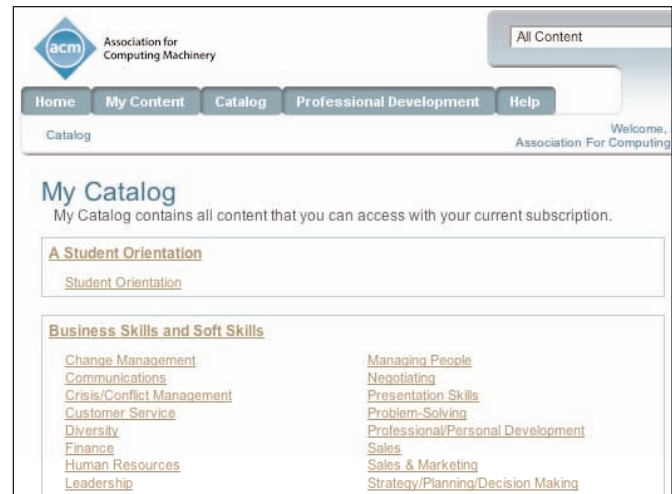 acm
Association for
Computing Machinery
All Content
Home My Content Catalog Professional Development Help
Catalog
Welcome,
Association For Computing
My Catalog
My Catalog contains all content that you can access with your current subscription.
A Student Orientation
Student Orientation
Business Skills and Soft Skills
Change Management
Communications
Crisis/Conflict Management
Customer Service
Diversity
Finance
Human Resources
Leadership
Managing People
Negotiating
Presentation Skills
Problem-Solving
Professional/Personal Development
Sales
Sales & Marketing
Strategy/Planning/Decision Making